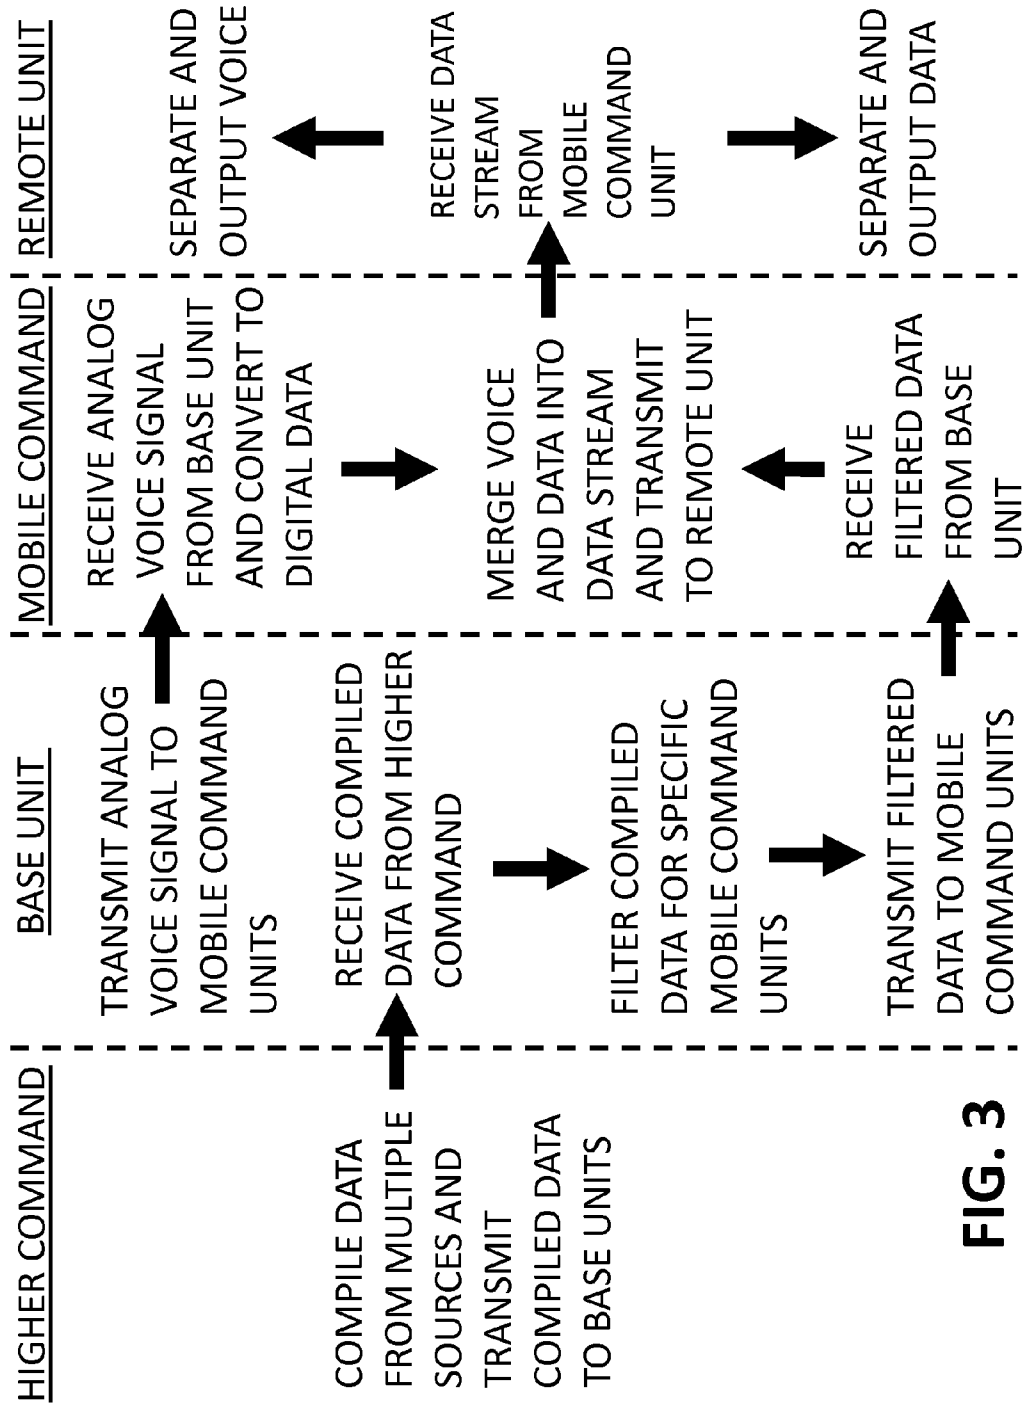 HIGHER COMMAND
COMPILE DATA
FROM MULTIPLE
SOURCES AND
TRANSMIT
COMPILED DATA
TO BASE UNITS
BASE UNIT
TRANSMIT ANALOG
VOICE SIGNAL TO
MOBILE COMMAND
UNITS
RECEIVE COMPILED
DATA FROM HIGHER
COMMAND
FILTER COMPILED
DATA FOR SPECIFIC
MOBILE COMMAND
UNITS
TRANSMIT FILTERED
DATA TO MOBILE
COMMAND UNITS
MOBILE COMMAND
RECEIVE ANALOG
VOICE SIGNAL
FROM BASE UNIT
AND CONVERT TO
DIGITAL DATA
MERGE VOICE
AND DATA INTO
DATA STREAM
AND TRANSMIT
TO REMOTE UNIT
RECEIVE
FILTERED DATA
FROM BASE
UNIT
REMOTE UNIT
SEPARATE AND
OUTPUT VOICE
RECEIVE DATA
STREAM
FROM
MOBILE
COMMAND
UNIT
SEPARATE AND
OUTPUT DATA
FIG. 3